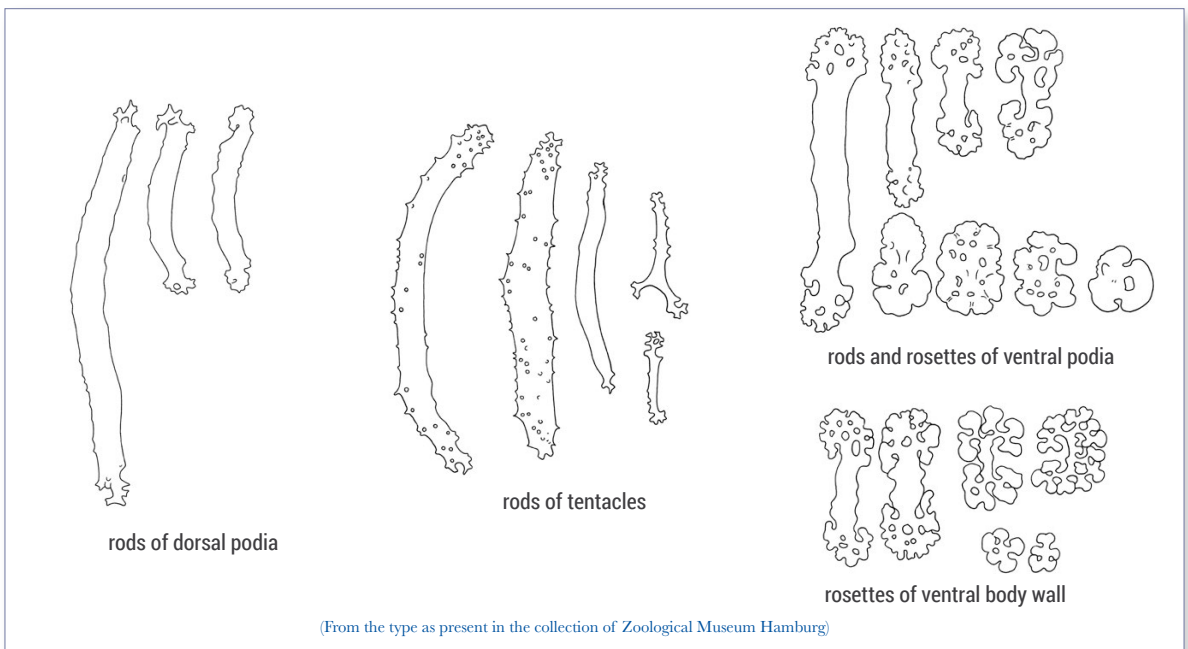 rods and rosettes of ventral podia
rods of tentacles
rods of dorsal podia
rosettes of ventral body wall
(From the type as present in the collection of Zoological Museum Hamburg)